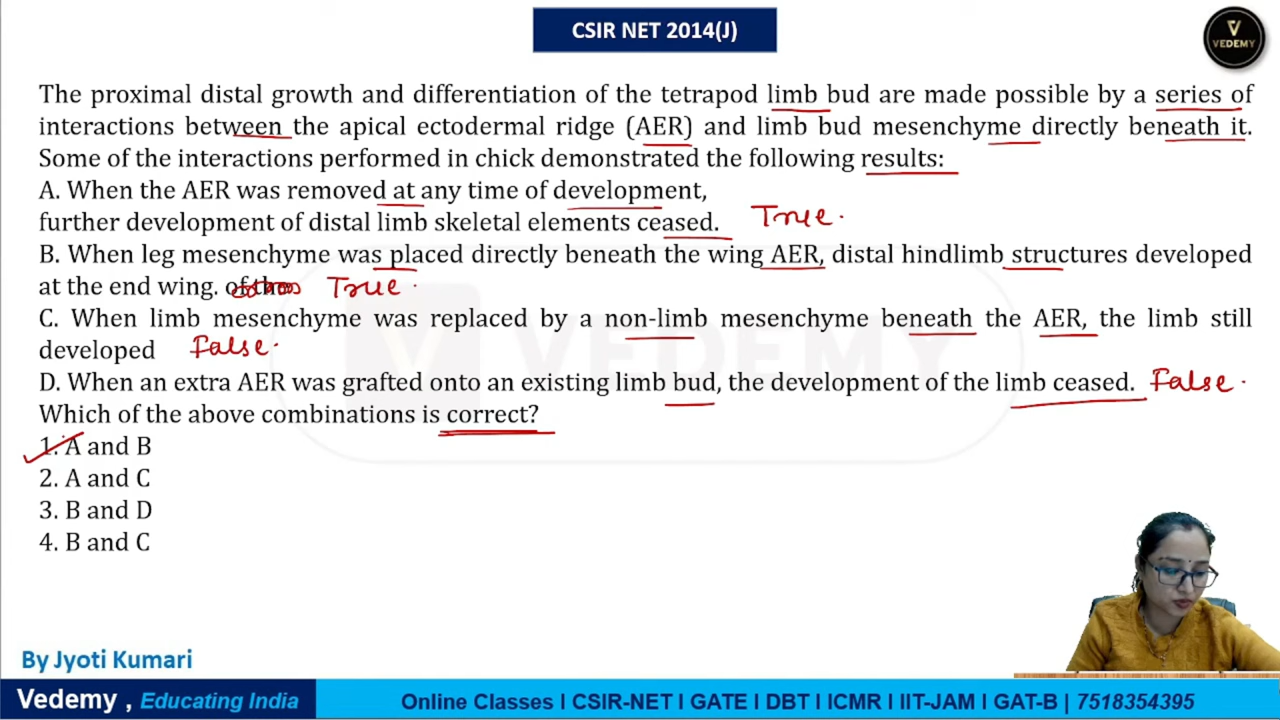 CSIR NET 2014(J)
VEDEMY
The proximal distal growth and differentiation of the tetrapod limb bud are made possible by a series of
interactions between the apical ectodermal ridge (AER) and limb bud mesenchyme directly beneath it.
Some of the interactions performed in chick demonstrated the following results:
A. When the AER was removed at any time of development,
further development of distal limb skeletal elements ceased. True.
B. When leg mesenchyme was placed directly beneath the wing AER, distal hindlimb structures developed
at the end wing. True.
C. When limb mesenchyme was replaced by a non-limb mesenchyme beneath the AER, the limb still
developed False.
D. When an extra AER was grafted onto an existing limb bud, the development of the limb ceased. False.
Which of the above combinations is correct?
1. A and B
2. A and C
3. B and D
4. B and C
VEDEMY
By Jyoti Kumari
Vedemy , Educating India
Online Classes I CSIR-NET I GATE I DBT I ICMR I IIT-JAM I GAT-B | 7518354395